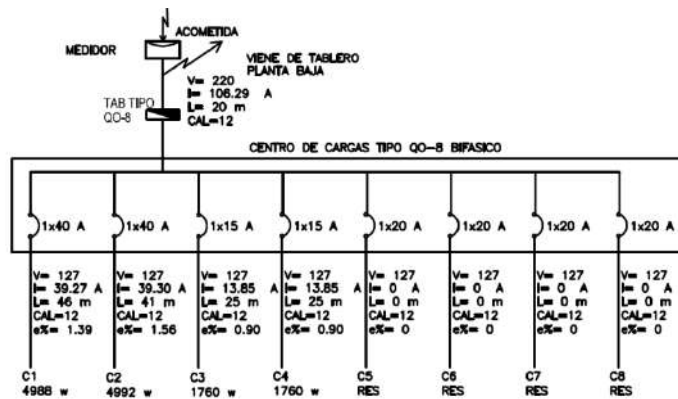 ACOMETIDA
MEDIDOR
VIENE DE TABLERO
PLANTA BAJA
V= 220
I= 106.29 A
L= 20 m
CAL=12
TAB TIPO
QO-8
CENTRO DE CARGAS TIPO QO-8 BIFASICO
1x40 A 1x40 A 1x15 A 1x15 A 1x20 A 1x20 A 1x20 A 1x20 A
V= 127 V= 127 V= 127 V= 127 V= 127 V= 127 V= 127 V= 127
I= 39.27 A I= 39.30 A I= 13.85 A I= 13.85 A I= 0 A I= 0 A I= 0 A I= 0 A
L= 46 m L= 41 m L= 25 m L= 25 m L= 0 m L= 0 m L= 0 m L= 0 m
CAL=12 CAL=12 CAL=12 CAL=12 CAL=12 CAL=12 CAL=12 CAL=12
e%= 1.39 e%= 1.56 e%= 0.90 e%= 0.90 e%= 0 e%= 0 e%= 0 e%= 0
C1 C2 C3 C4 C5 C6 C7 C8
4988 w 4992 w 1760 w 1760 w RES RES RES RES